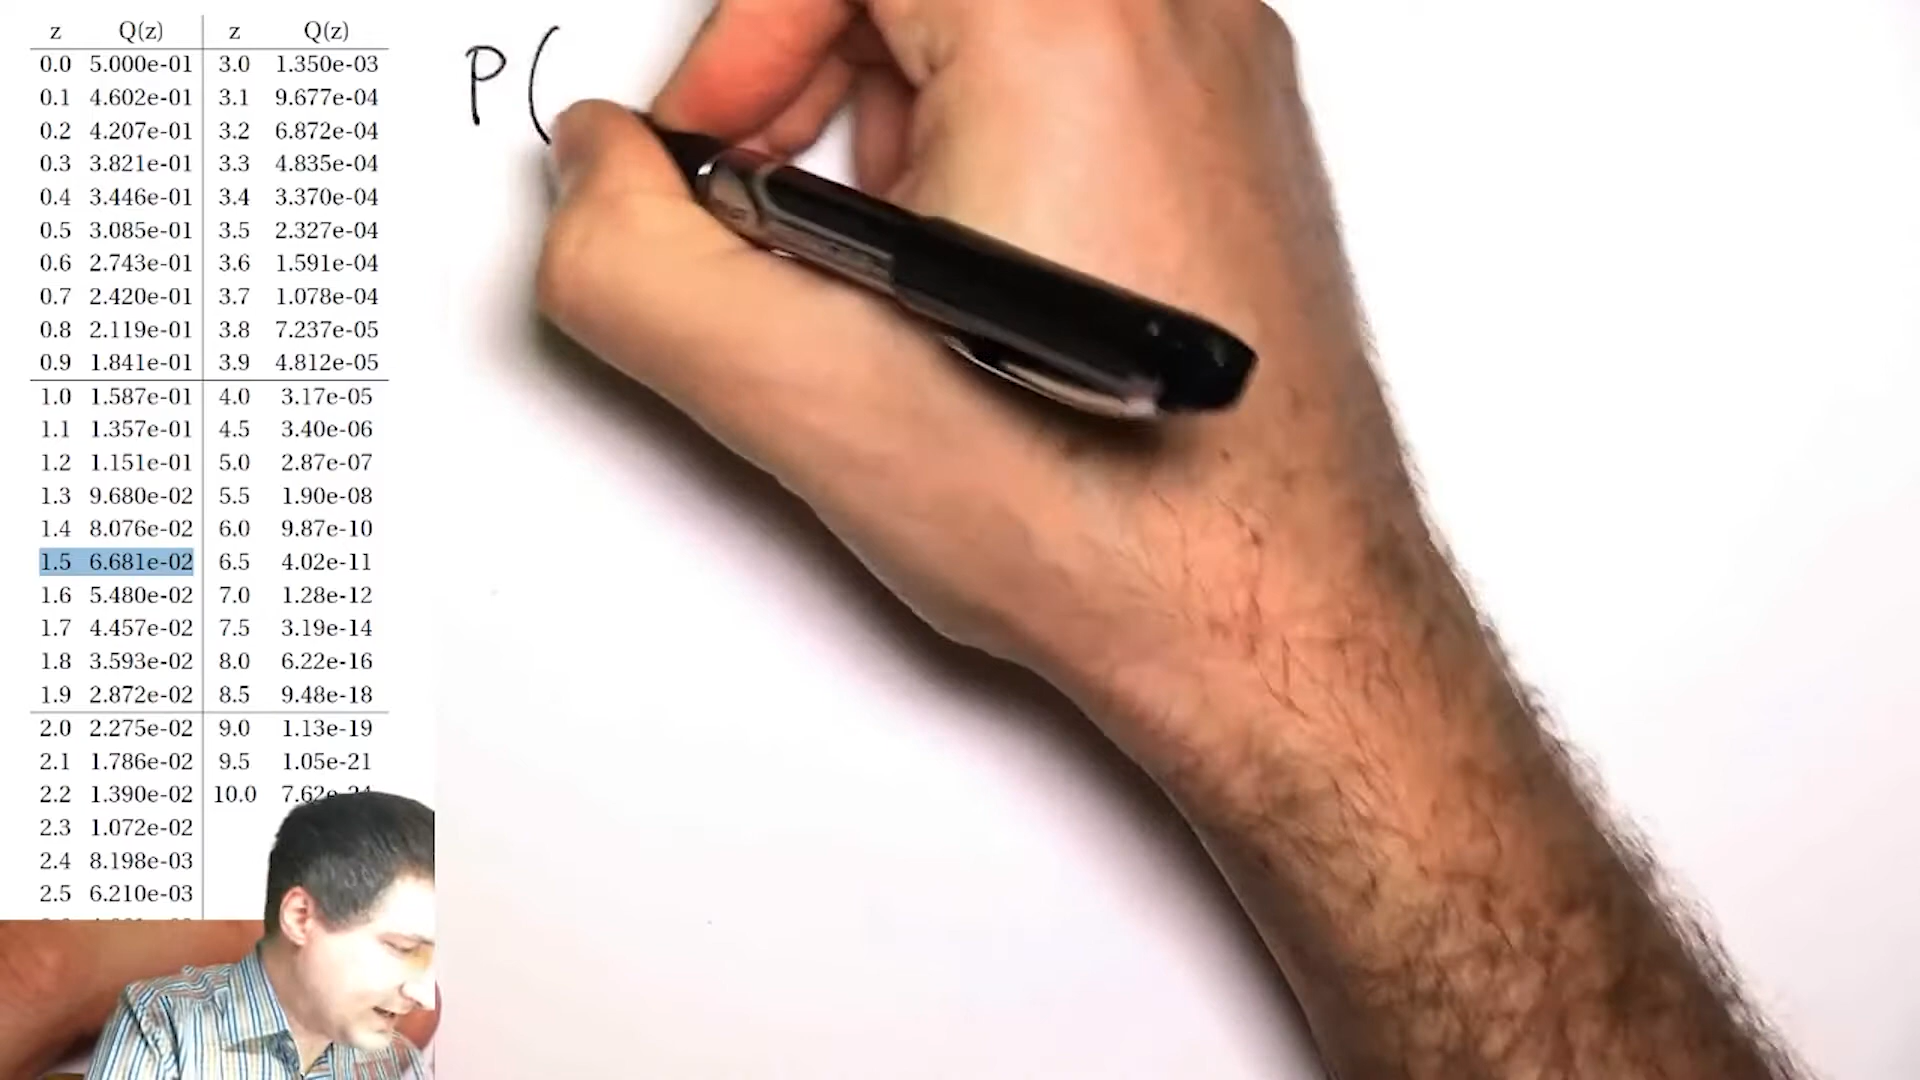 z Q(z) z Q(z)
0.0 5.000e-01 3.0 1.350e-03
0.1 4.602e-01 3.1 9.677e-04
0.2 4.207e-01 3.2 6.872e-04
0.3 3.821e-01 3.3 4.835e-04
0.4 3.446e-01 3.4 3.370e-04
0.5 3.085e-01 3.5 2.327e-04
0.6 2.743e-01 3.6 1.591e-04
0.7 2.420e-01 3.7 1.078e-04
0.8 2.119e-01 3.8 7.237e-05
0.9 1.841e-01 3.9 4.812e-05
1.0 1.587e-01 4.0 3.17e-05
1.1 1.357e-01 4.5 3.40e-06
1.2 1.151e-01 5.0 2.87e-07
1.3 9.680e-02 5.5 1.90e-08
1.4 8.076e-02 6.0 9.87e-10
1.5 6.681e-02 6.5 4.02e-11
1.6 5.480e-02 7.0 1.28e-12
1.7 4.457e-02 7.5 3.19e-14
1.8 3.593e-02 8.0 6.22e-16
1.9 2.872e-02 8.5 9.48e-18
2.0 2.275e-02 9.0 1.13e-19
2.1 1.786e-02 9.5 1.05e-21
2.2 1.390e-02 10.0
2.3 1.072e-02
2.4 8.198e-03
2.5 6.210e-03
P(